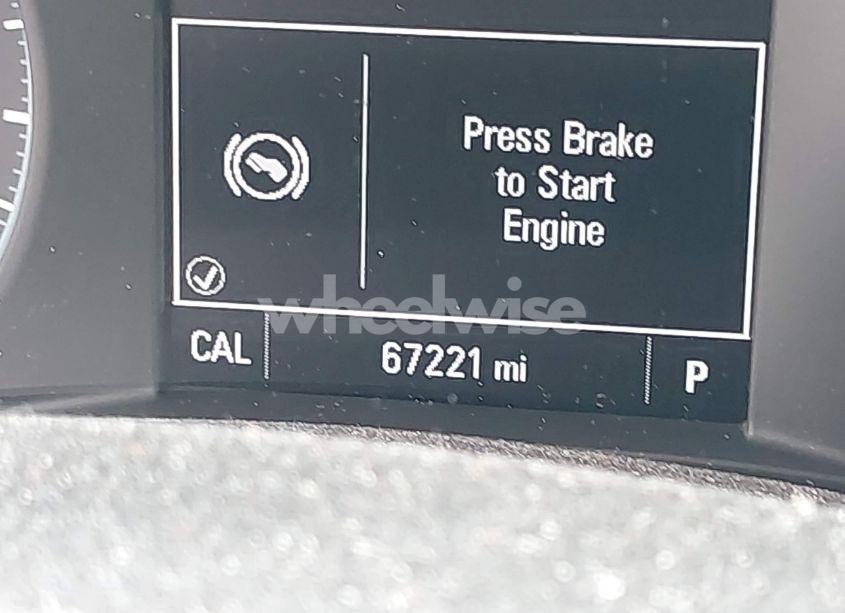 Press Brake
to Start
Engine
wheelwise
CAL
67221 mi
P